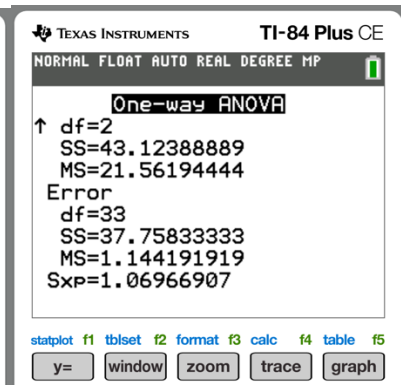 TEXAS INSTRUMENTS TI-84 Plus CE
NORMAL FLOAT AUTO REAL DEGREE MP
One-way ANOVA
↑ df=2
SS=43.12388889
MS=21.56194444
Error
df=33
SS=37.75833333
MS=1.144191919
Sxp=1.06966907
statplot f1 tblset f2 format f3 calc f4 table f5
y= window zoom trace graph